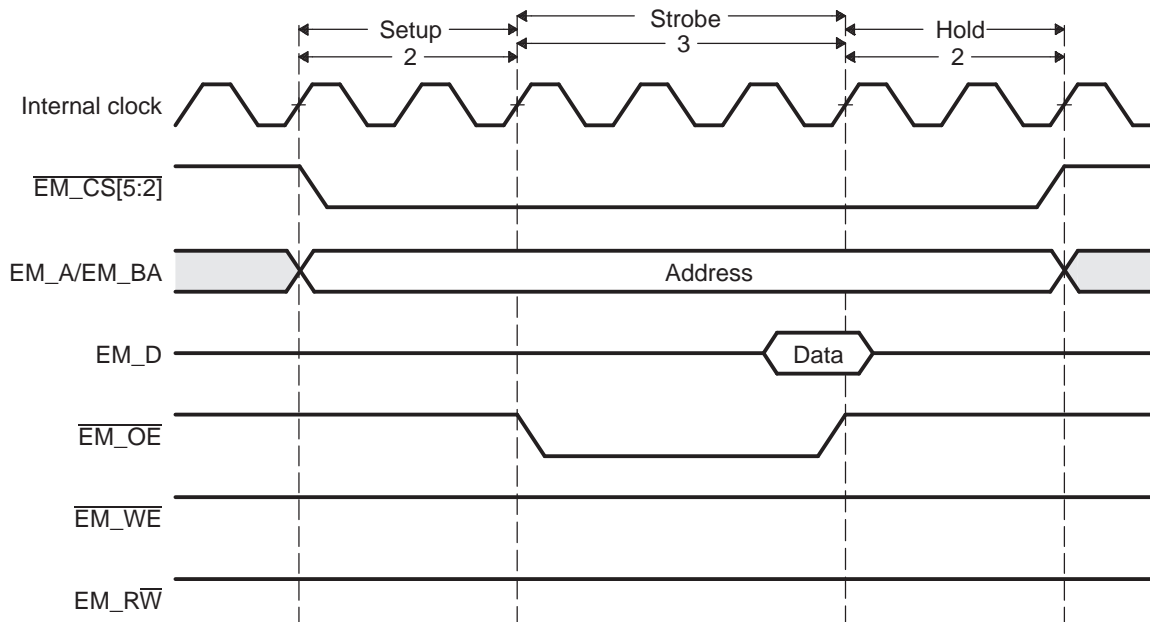 Setup
Strobe
Hold
2
3
2
Internal clock
EM_CS[5:2]
EM_A/EM_BA
Address
EM_D
Data
EM_OE
EM_WE
EM_RW